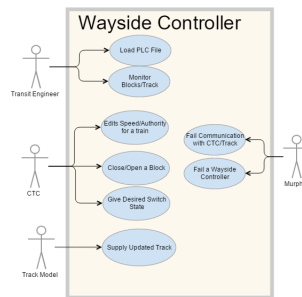 Wayside Controller
Load PLC File
Monitor
Blocks/Track
Transit Engineer
Edits Speed/Authority
for a train
Fail Communication
with CTC/Track
Close/Open a Block
Fail a Wayside
Controller
Murph
CTC
Give Desired Switch
State
Supply Updated Track
Track Model